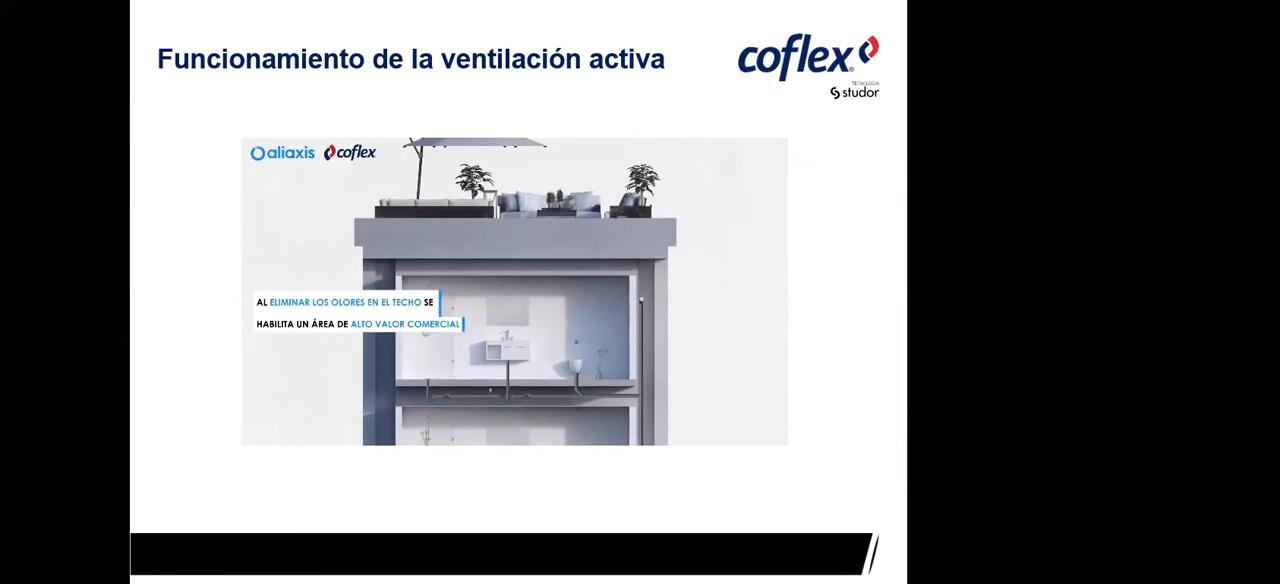 Funcionamiento de la ventilación activa
coflex
TECNOLOGÍA
studor
aliaxis coflex
AL ELIMINAR LOS OLORES EN EL TECHO SE
HABILITA UN ÁREA DE ALTO VALOR COMERCIAL